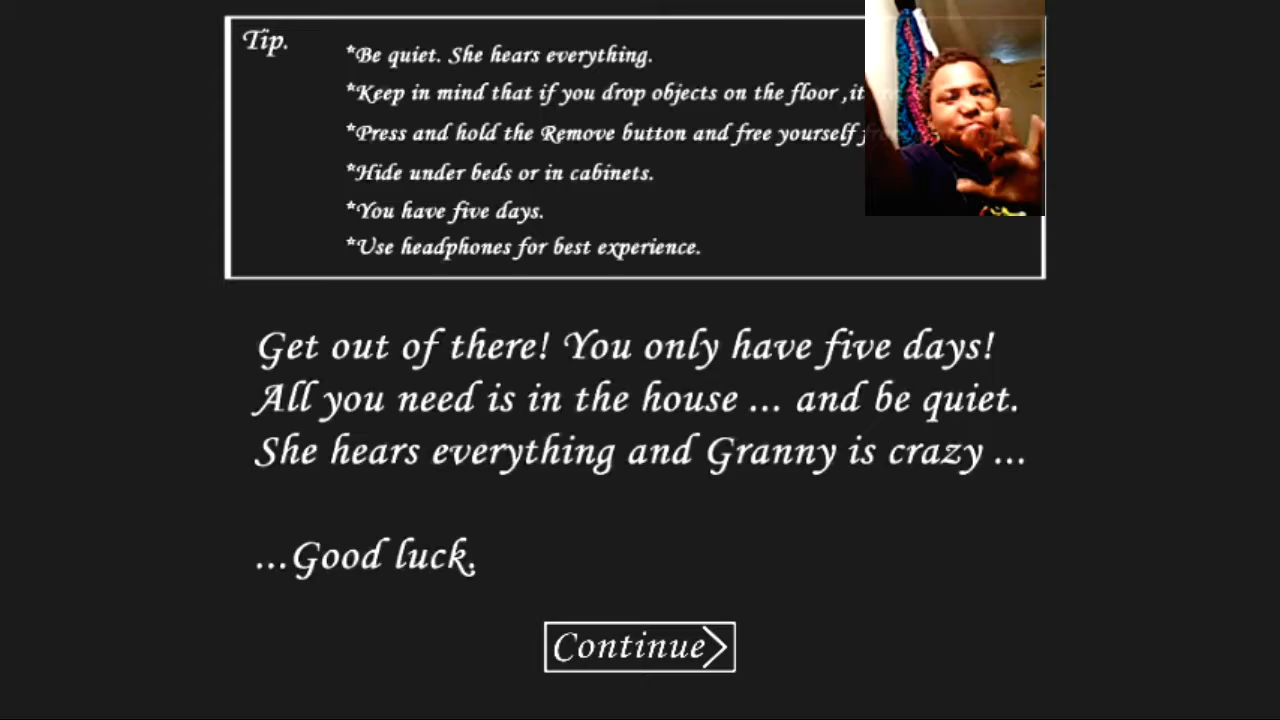 Tip.
*Be quiet. She hears everything.
*Keep in mind that if you drop objects on the floor ,it
*Press and hold the Remove button and free yourself
*Hide under beds or in cabinets.
*You have five days.
*Use headphones for best experience.
Get out of there! You only have five days!
All you need is in the house ... and be quiet.
She hears everything and Granny is crazy ...
...Good luck.
Continue>